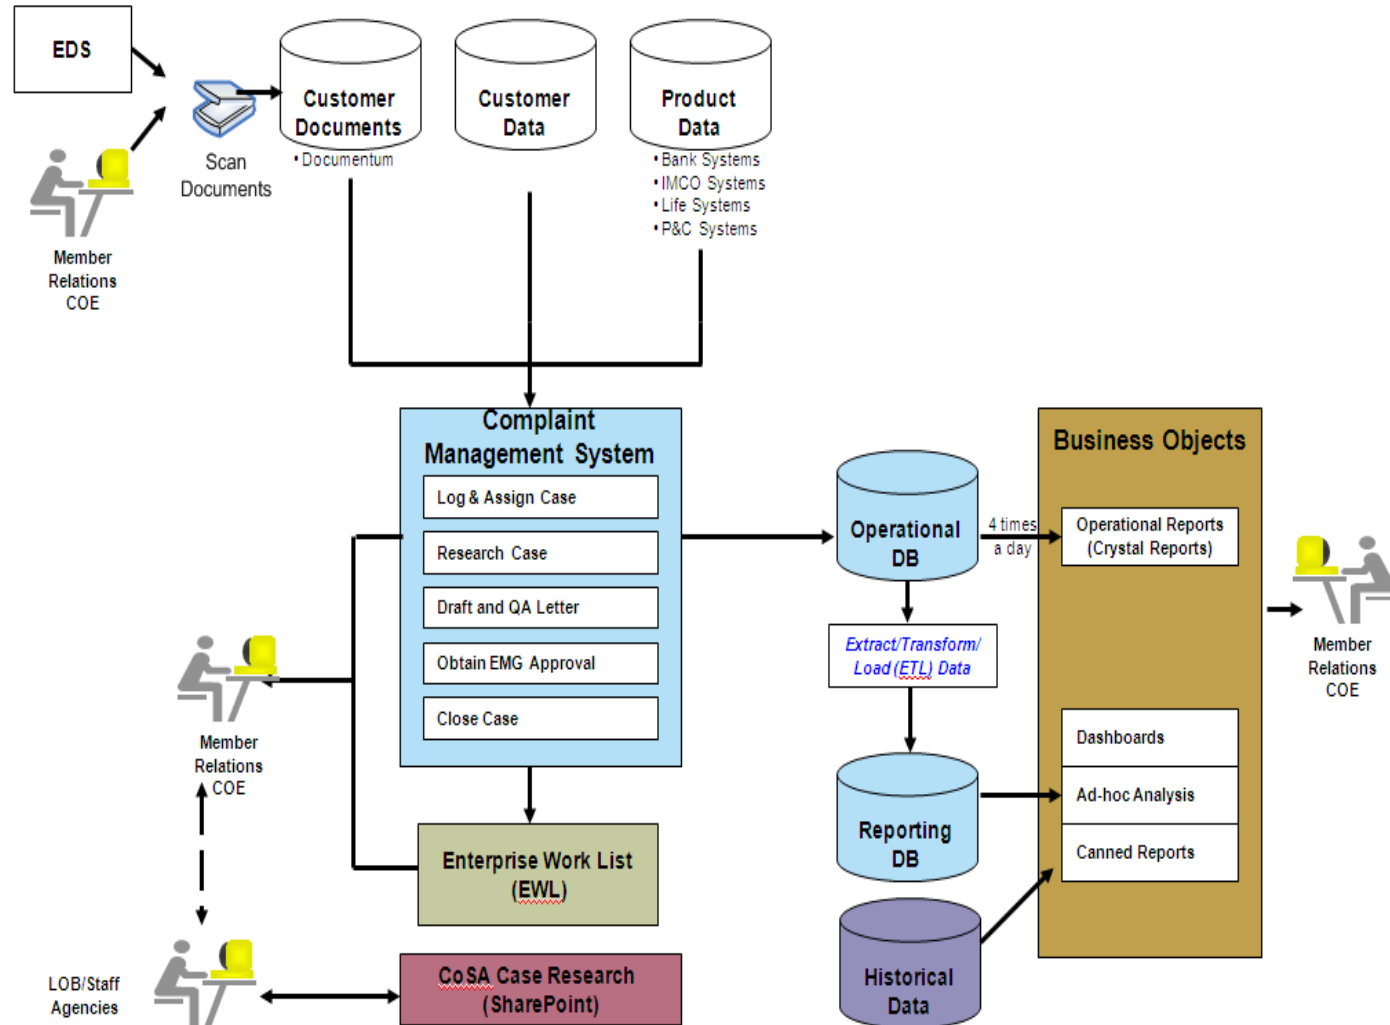 EDS
Scan
Documents
Member
Relations
COE
Customer
Documents
• Documentum
Customer
Data
Product
Data
• Bank Systems
• IMCO Systems
• Life Systems
• P&C Systems
Complaint
Management System
Log & Assign Case
Research Case
Draft and QA Letter
Obtain EMG Approval
Close Case
Operational
DB
4 times
a day
Business Objects
Operational Reports
(Crystal Reports)
Member
Relations
COE
Extract/Transform/
Load (ETL) Data
Reporting
DB
Dashboards
Ad-hoc Analysis
Canned Reports
Historical
Data
Member
Relations
COE
Enterprise Work List
(EWL)
LOB/Staff
Agencies
CoSA Case Research
(SharePoint)